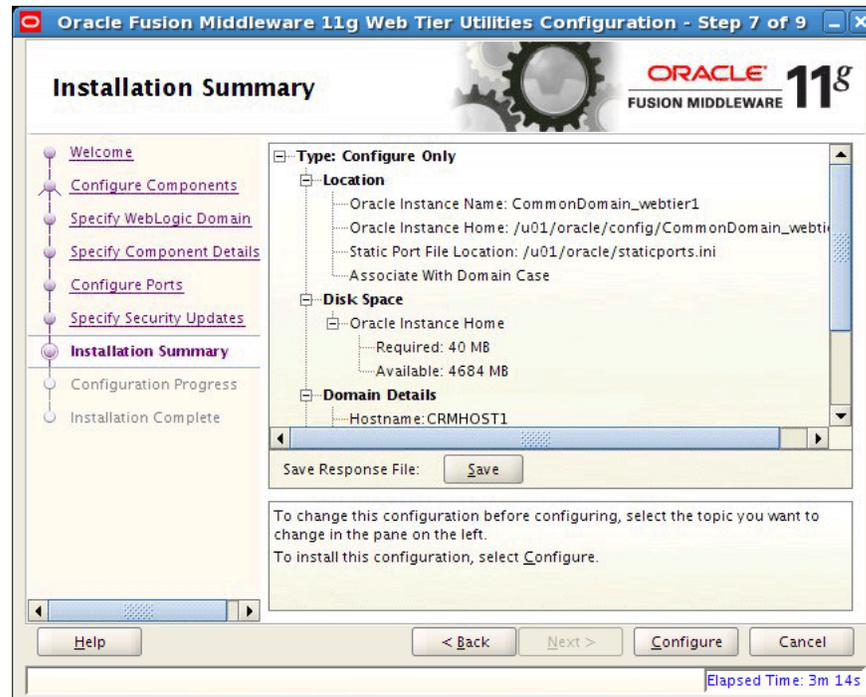 Oracle Fusion Middleware 11g Web Tier Utilities Configuration - Step 7 of 9
Installation Summary
ORACLE
FUSION MIDDLEWARE
11g
Welcome
Configure Components
Specify WebLogic Domain
Specify Component Details
Configure Ports
Specify Security Updates
Installation Summary
Configuration Progress
Installation Complete
Type: Configure Only
Location
Oracle Instance Name: CommonDomain_webtier1
Oracle Instance Home: /u01/oracle/config/CommonDomain_webti
Static Port File Location: /u01/oracle/staticports.ini
Associate With Domain Case
Disk Space
Oracle Instance Home
Required: 40 MB
Available: 4684 MB
Domain Details
Hostname:CRMHOST1
Save Response File:
Save
To change this configuration before configuring, select the topic you want to
change in the pane on the left.
To install this configuration, select Configure.
Help
< Back
Next >
Configure
Cancel
Elapsed Time: 3m 14s